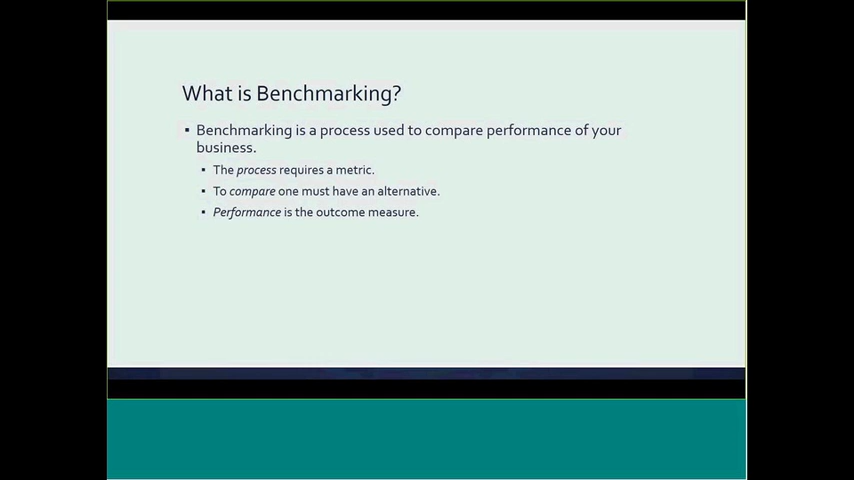 What is Benchmarking?
▪ Benchmarking is a process used to compare performance of your
business.
▪ The process requires a metric.
▪ To compare one must have an alternative.
▪ Performance is the outcome measure.